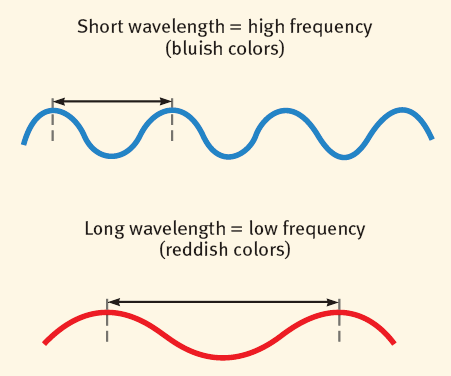 Short wavelength = high frequency
(bluish colors)
Long wavelength = low frequency
(reddish colors)